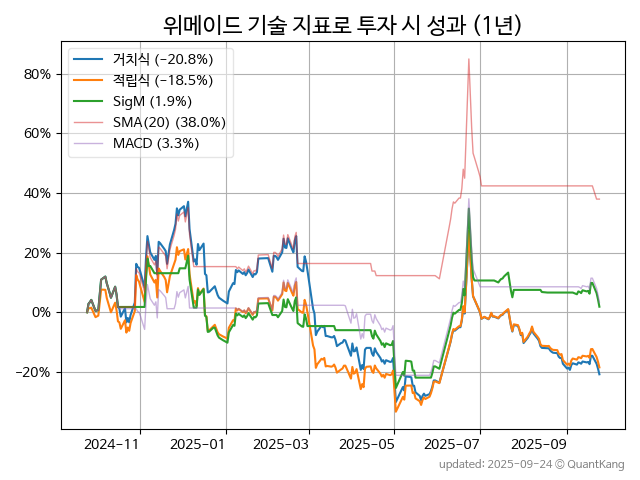 위메이드 기술 지표로 투자 시 성과 (1년)
거치식 (−20.8%)
적립식 (−18.5%)
SigM (1.9%)
SMA(20) (38.0%)
MACD (3.3%)
80%
60%
40%
20%
0%
−20%
2024-11 2025-01 2025-03 2025-05 2025-07 2025-09
updated: 2025-09-24 © QuantKang